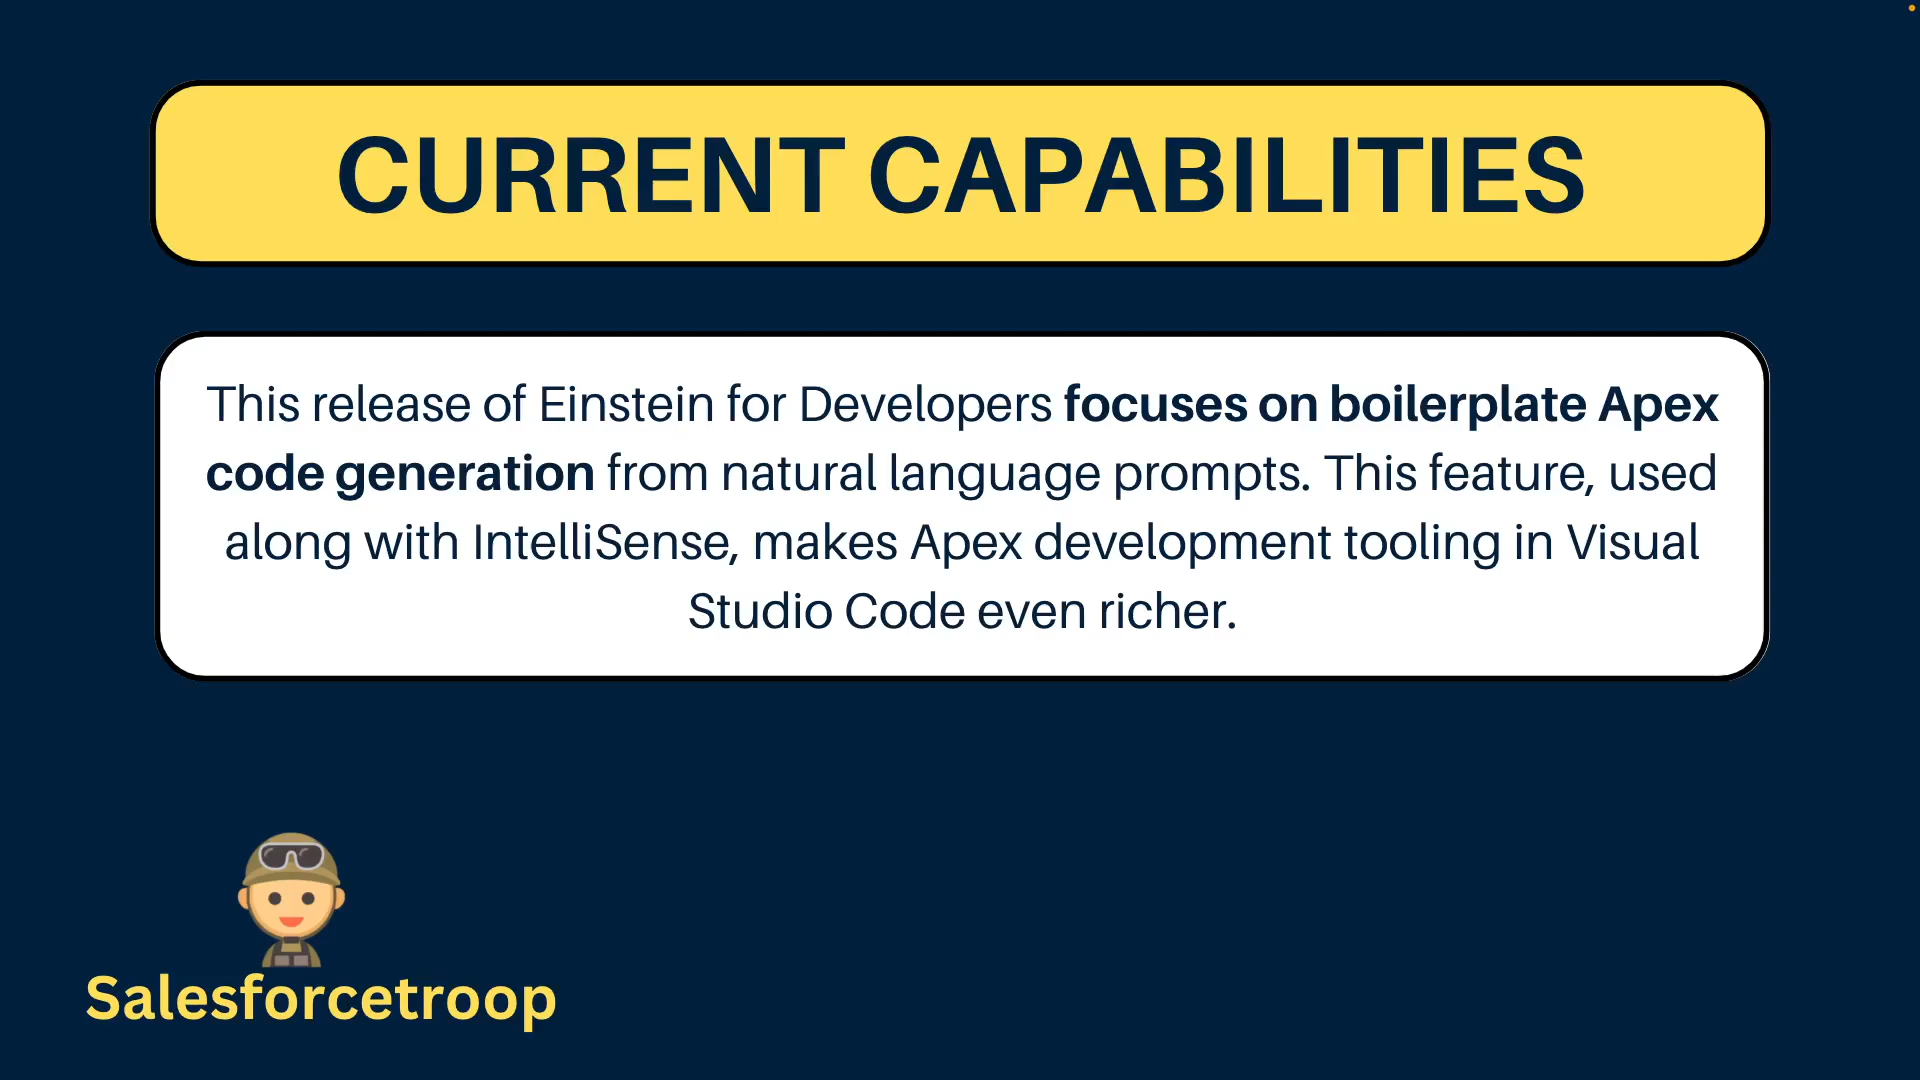 CURRENT CAPABILITIES
This release of Einstein for Developers focuses on boilerplate Apex
code generation from natural language prompts. This feature, used
along with IntelliSense, makes Apex development tooling in Visual
Studio Code even richer.
Salesforcetroop